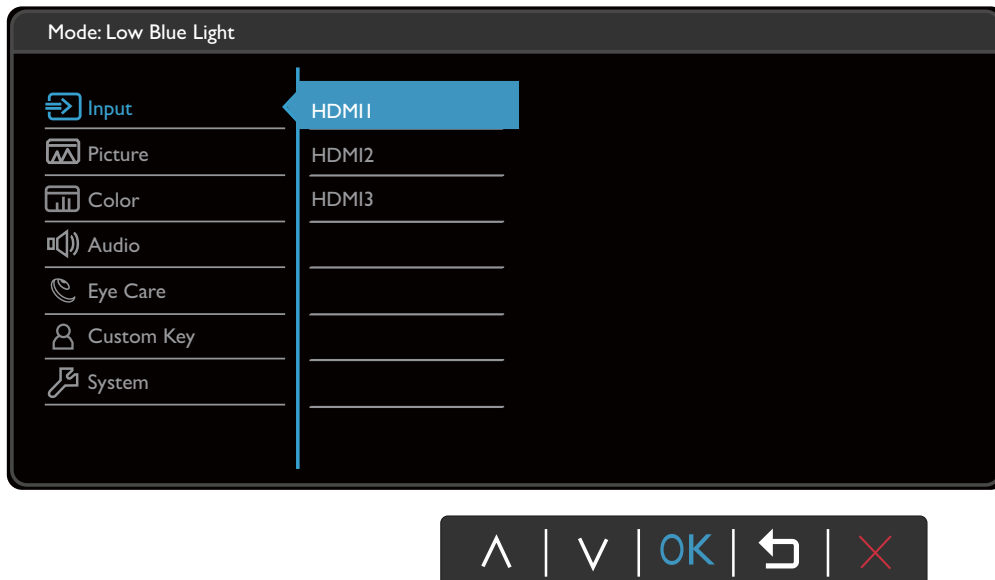 Mode: Low Blue Light
Input
HDMI1
Picture
HDMI2
Color
HDMI3
Audio
Eye Care
Custom Key
System
OK